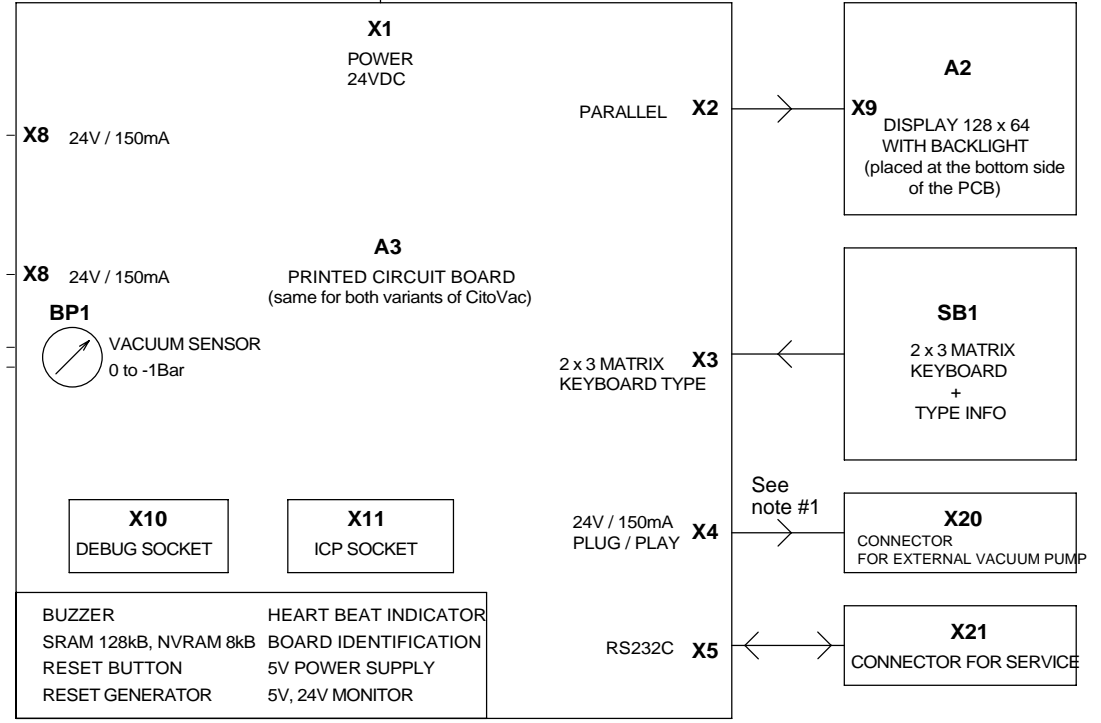 X1
POWER
24VDC
PARALLEL X2
X8 24V / 150mA
A2
X9
DISPLAY 128 x 64
WITH BACKLIGHT
(placed at the bottom side
of the PCB)
A3
PRINTED CIRCUIT BOARD
(same for both variants of CitoVac)
X8 24V / 150mA
BP1
VACUUM SENSOR
0 to -1Bar
2 x 3 MATRIX X3
KEYBOARD TYPE
SB1
2 x 3 MATRIX
KEYBOARD
+
TYPE INFO
X10
DEBUG SOCKET
X11
ICP SOCKET
24V / 150mA X4
PLUG / PLAY
See
note #1
X20
CONNECTOR
FOR EXTERNAL VACUUM PUMP
BUZZER HEART BEAT INDICATOR
SRAM 128kB, NVRAM 8kB BOARD IDENTIFICATION
RESET BUTTON 5V POWER SUPPLY
RESET GENERATOR 5V, 24V MONITOR
RS232C X5
X21
CONNECTOR FOR SERVICE